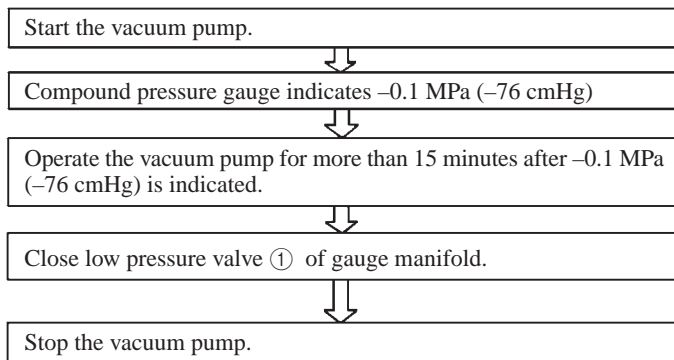 Start the vacuum pump.
Compound pressure gauge indicates –0.1 MPa (–76 cmHg)
Operate the vacuum pump for more than 15 minutes after –0.1 MPa
(–76 cmHg) is indicated.
Close low pressure valve ① of gauge manifold.
Stop the vacuum pump.